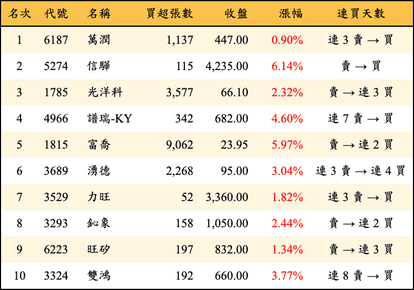 名次 代號 名稱 買超張數 收盤 漲幅 連買天數
1 6187 萬潤 1,137 447.00 0.90% 連 3 賣 → 買
2 5274 信驊 115 4,235.00 6.14% 賣 → 買
3 1785 光洋科 3,577 66.10 2.32% 賣 → 連 3 買
4 4966 譜瑞-KY 342 682.00 4.60% 連 7 賣 → 買
5 1815 富喬 9,062 23.95 5.97% 賣 → 連 2 買
6 3689 湧德 2,268 95.00 3.04% 連 3 賣 → 連 4 買
7 3529 力旺 52 3,360.00 1.82% 連 3 賣 → 買
8 3293 鈊象 158 1,050.00 2.44% 賣 → 連 2 買
9 6223 旺矽 197 832.00 1.34% 賣 → 連 3 買
10 3324 雙鴻 192 660.00 3.77% 連 8 賣 → 買